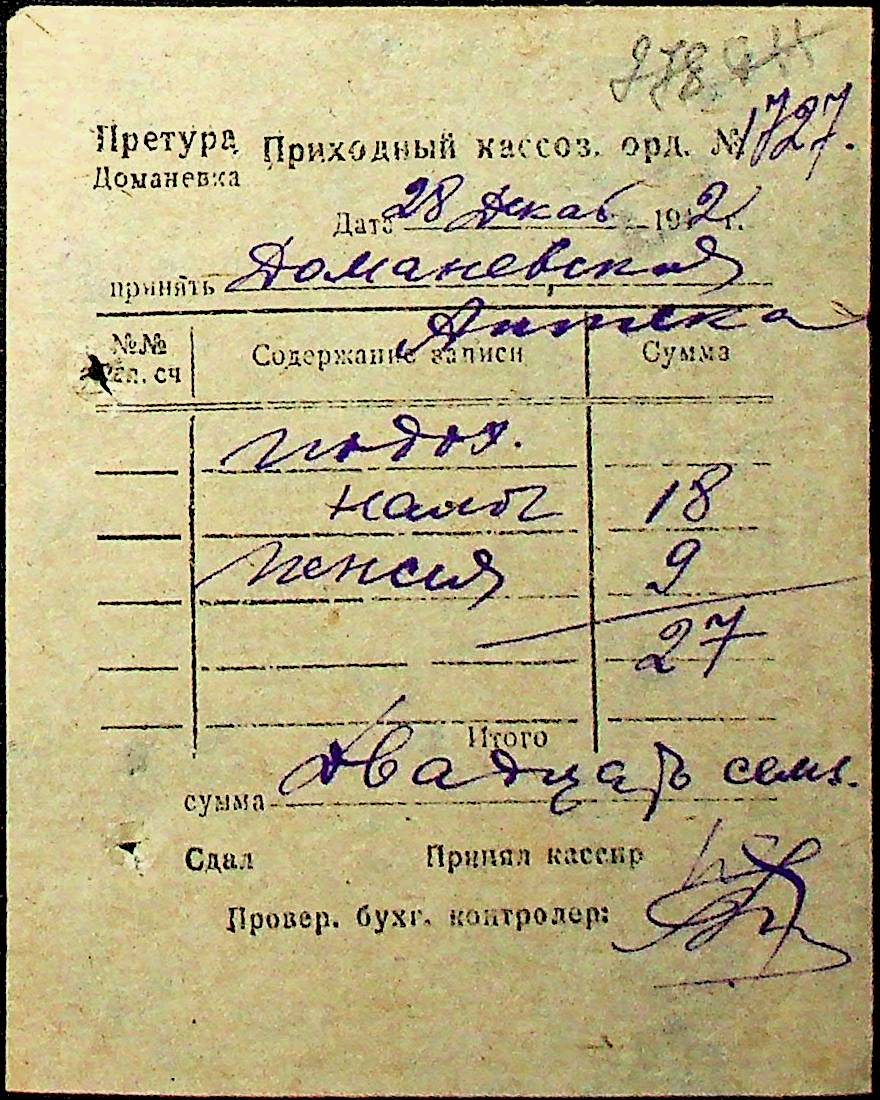 Претура Приходный кассов. орд. № 1727.
Доманевка
Дата 28 Декаб 1942 г.
принять Доманевская
Аптека
№№ Содержание записи Сумма
сч
подох.
налог 18
пенсия 9
27
Итого
сумма Двадцать семь.
Сдал Принял кассир
Провер. бухг. контролер: